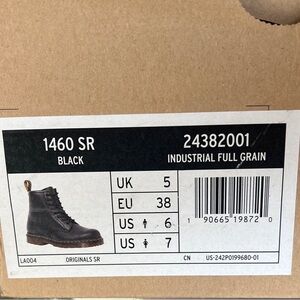 1460 SR
BLACK
24382001
INDUSTRIAL FULL GRAIN
UK 5
EU 38
US 6
US 7
1 90665 19872 0
LA004
ORIGINALS SR
CN
US-242P0199680-01